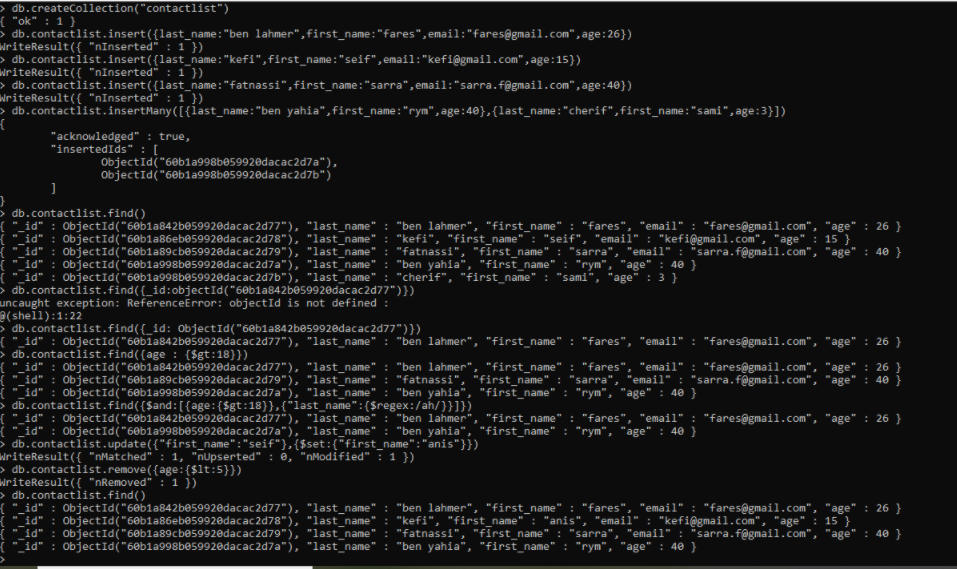 > db.createCollection("contactlist")
{ "ok" : 1 }
> db.contactlist.insert({last_name:"ben lahmer",first_name:"fares",email:"fares@gmail.com",age:26})
WriteResult({ "nInserted" : 1 })
> db.contactlist.insert({last_name:"kefi",first_name:"seif",email:"kefi@gmail.com",age:15})
WriteResult({ "nInserted" : 1 })
> db.contactlist.insert({last_name:"fatnassi",first_name:"sarra",email:"sarra.f@gmail.com",age:40})
WriteResult({ "nInserted" : 1 })
> db.contactlist.insertMany([{last_name:"ben yahia",first_name:"rym",age:40},{last_name:"cherif",first_name:"sami",age:3}])
{
        "acknowledged" : true,
        "insertedIds" : [
                ObjectId("60b1a998b059920dacac2d7a"),
                ObjectId("60b1a998b059920dacac2d7b")
        ]
}
> db.contactlist.find()
{ "_id" : ObjectId("60b1a842b059920dacac2d77"), "last_name" : "ben lahmer", "first_name" : "fares", "email" : "fares@gmail.com", "age" : 26 }
{ "_id" : ObjectId("60b1a86eb059920dacac2d78"), "last_name" : "kefi", "first_name" : "seif", "email" : "kefi@gmail.com", "age" : 15 }
{ "_id" : ObjectId("60b1a89cb059920dacac2d79"), "last_name" : "fatnassi", "first_name" : "sarra", "email" : "sarra.f@gmail.com", "age" : 40 }
{ "_id" : ObjectId("60b1a998b059920dacac2d7a"), "last_name" : "ben yahia", "first_name" : "rym", "age" : 40 }
{ "_id" : ObjectId("60b1a998b059920dacac2d7b"), "last_name" : "cherif", "first_name" : "sami", "age" : 3 }
> db.contactlist.find({_id:objectId("60b1a842b059920dacac2d77")})
uncaught exception: ReferenceError: objectId is not defined :
@(shell):1:22
> db.contactlist.find({_id: ObjectId("60b1a842b059920dacac2d77")})
{ "_id" : ObjectId("60b1a842b059920dacac2d77"), "last_name" : "ben lahmer", "first_name" : "fares", "email" : "fares@gmail.com", "age" : 26 }
> db.contactlist.find({age : {$gt:18}})
{ "_id" : ObjectId("60b1a842b059920dacac2d77"), "last_name" : "ben lahmer", "first_name" : "fares", "email" : "fares@gmail.com", "age" : 26 }
{ "_id" : ObjectId("60b1a89cb059920dacac2d79"), "last_name" : "fatnassi", "first_name" : "sarra", "email" : "sarra.f@gmail.com", "age" : 40 }
{ "_id" : ObjectId("60b1a998b059920dacac2d7a"), "last_name" : "ben yahia", "first_name" : "rym", "age" : 40 }
> db.contactlist.find({$and:[{age:{$gt:18}},{"last_name":{$regex:/ah/}}]})
{ "_id" : ObjectId("60b1a842b059920dacac2d77"), "last_name" : "ben lahmer", "first_name" : "fares", "email" : "fares@gmail.com", "age" : 26 }
{ "_id" : ObjectId("60b1a998b059920dacac2d7a"), "last_name" : "ben yahia", "first_name" : "rym", "age" : 40 }
> db.contactlist.update({"first_name":"seif"},{$set:{"first_name":"anis"}})
WriteResult({ "nMatched" : 1, "nUpserted" : 0, "nModified" : 1 })
> db.contactlist.remove({age:{$lt:5}})
WriteResult({ "nRemoved" : 1 })
> db.contactlist.find()
{ "_id" : ObjectId("60b1a842b059920dacac2d77"), "last_name" : "ben lahmer", "first_name" : "fares", "email" : "fares@gmail.com", "age" : 26 }
{ "_id" : ObjectId("60b1a86eb059920dacac2d78"), "last_name" : "kefi", "first_name" : "anis", "email" : "kefi@gmail.com", "age" : 15 }
{ "_id" : ObjectId("60b1a89cb059920dacac2d79"), "last_name" : "fatnassi", "first_name" : "sarra", "email" : "sarra.f@gmail.com", "age" : 40 }
{ "_id" : ObjectId("60b1a998b059920dacac2d7a"), "last_name" : "ben yahia", "first_name" : "rym", "age" : 40 }
>